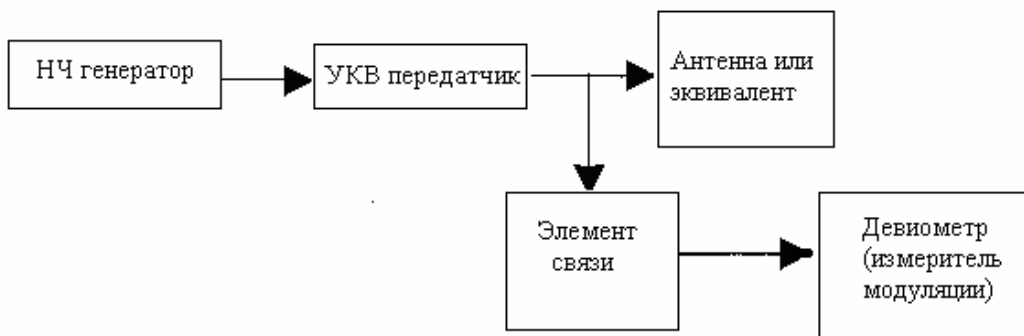 НЧ генератор
УКВ передатчик
Антенна или
эквивалент
Элемент
связи
Девиометр
(измеритель
модуляции)